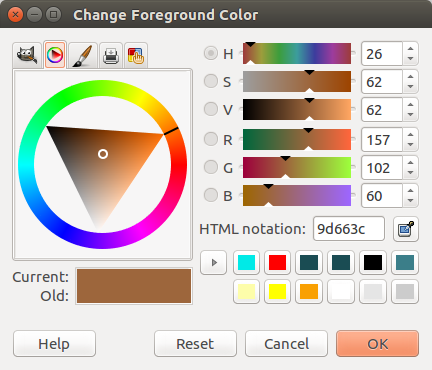 Change Foreground Color
H 26
S 62
V 62
R 157
G 102
B 60
HTML notation: 9d663c
Current:
Old:
Help Reset Cancel OK